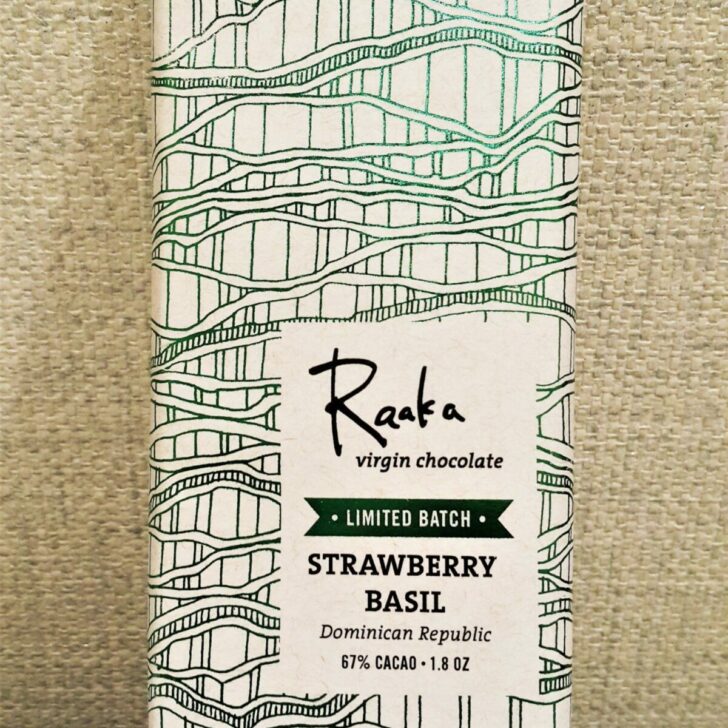 Raaka
virgin chocolate
• LIMITED BATCH •
STRAWBERRY
BASIL
Dominican Republic
67% CACAO • 1.8 OZ